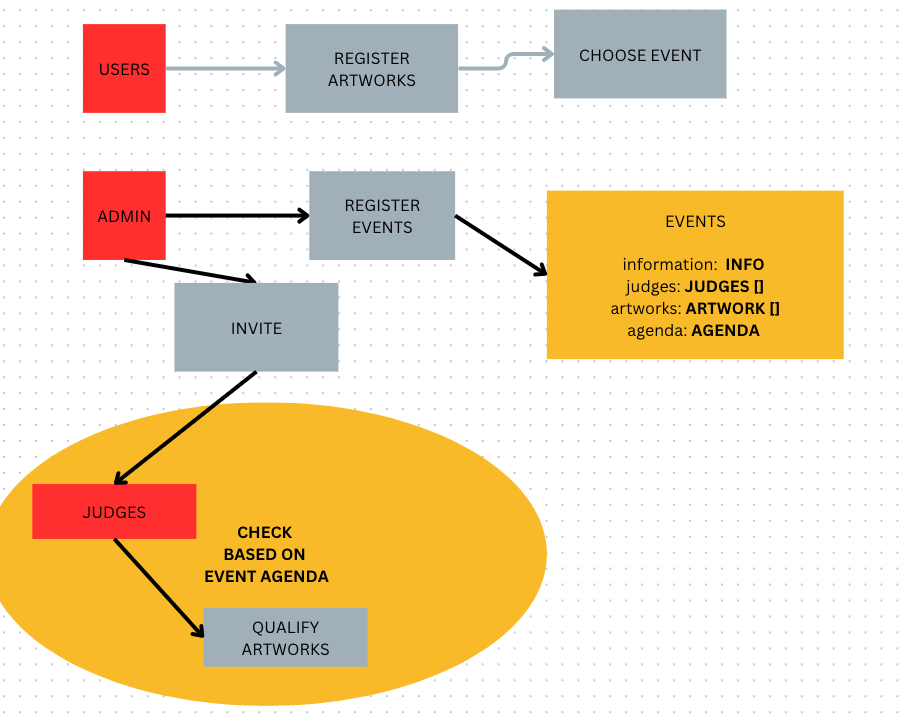 USERS
REGISTER
ARTWORKS
CHOOSE EVENT
ADMIN
REGISTER
EVENTS
EVENTS
information: INFO
judges: JUDGES []
artworks: ARTWORK []
agenda: AGENDA
INVITE
JUDGES
CHECK
BASED ON
EVENT AGENDA
QUALIFY
ARTWORKS